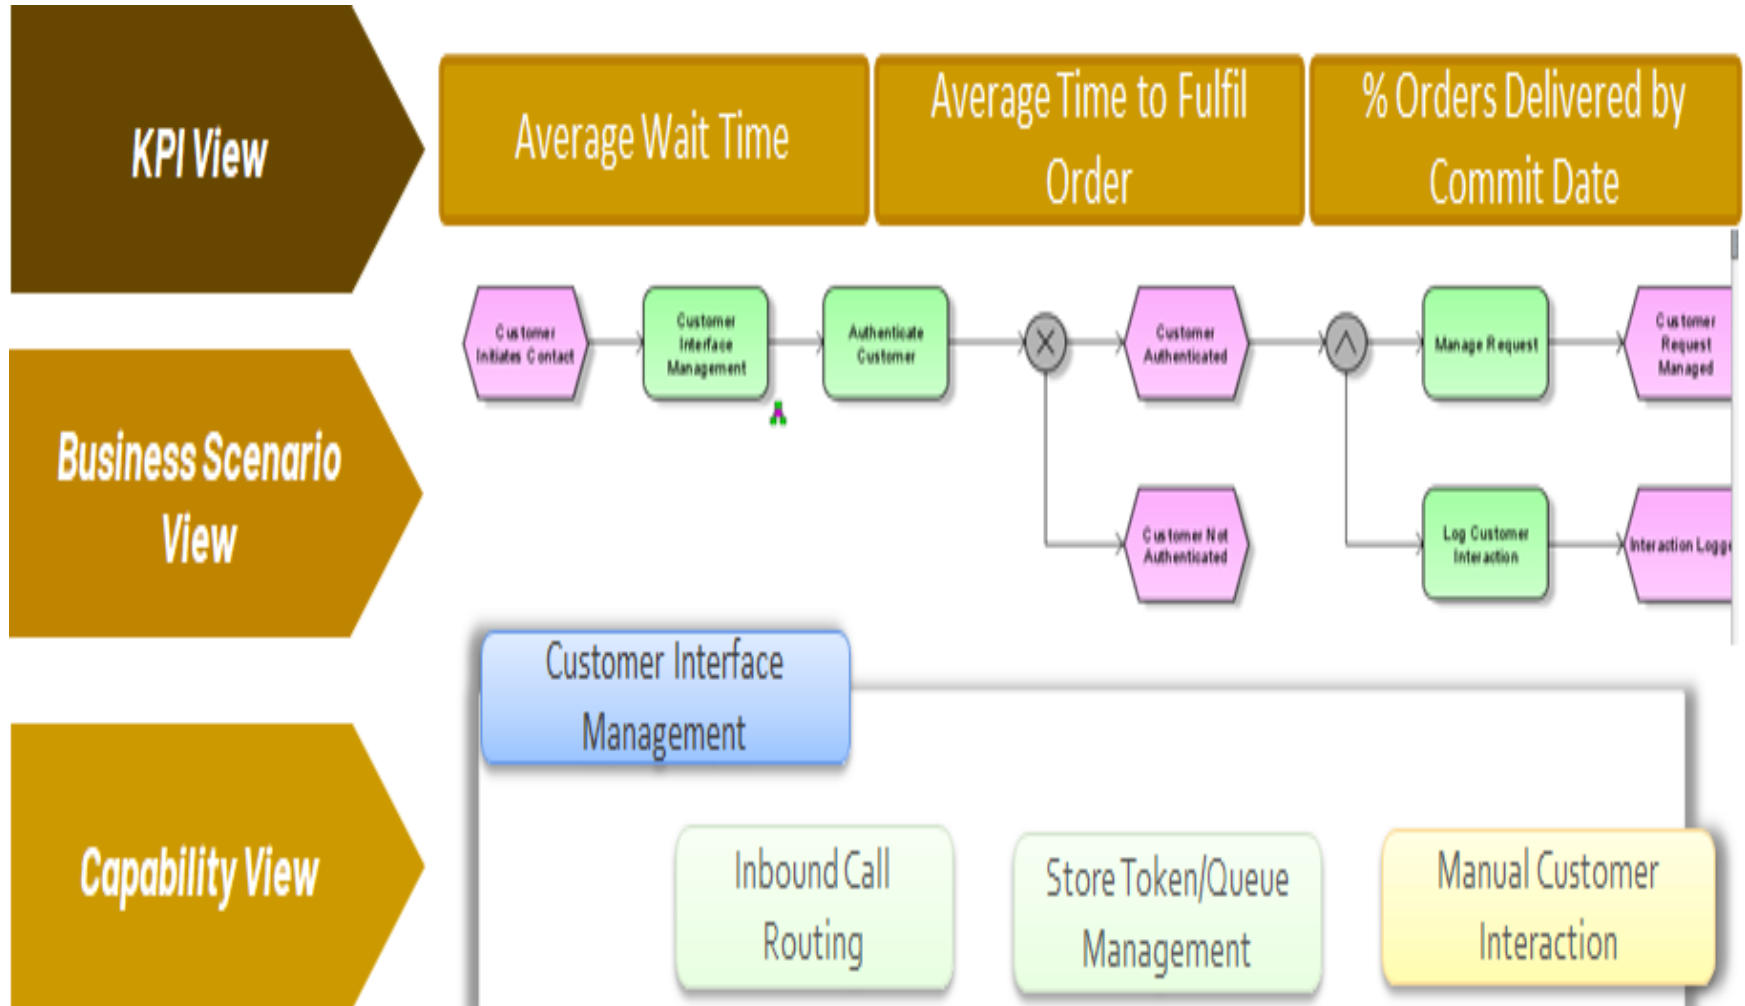 KPI View
Average Wait Time
Average Time to Fulfil
Order
% Orders Delivered by
Commit Date
Business Scenario
View
Customer
Initiates Contact
Customer
Interface
Management
Authenticate
Customer
Customer
Authenticated
Manage Request
Customer
Request
Managed
Customer Not
Authenticated
Log Customer
Interaction
Interaction Logge
Capability View
Customer Interface
Management
Inbound Call
Routing
Store Token/Queue
Management
Manual Customer
Interaction